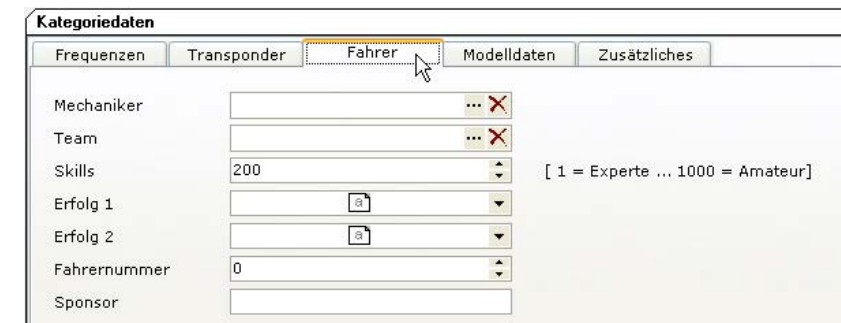 Kategoriedaten
Frequenzen Transponder Fahrer Modelldaten Zusätzliches
Mechaniker ...
Team ...
Skills 200 [ 1 = Experte ... 1000 = Amateur]
Erfolg 1 a
Erfolg 2 a
Fahrernummer 0
Sponsor